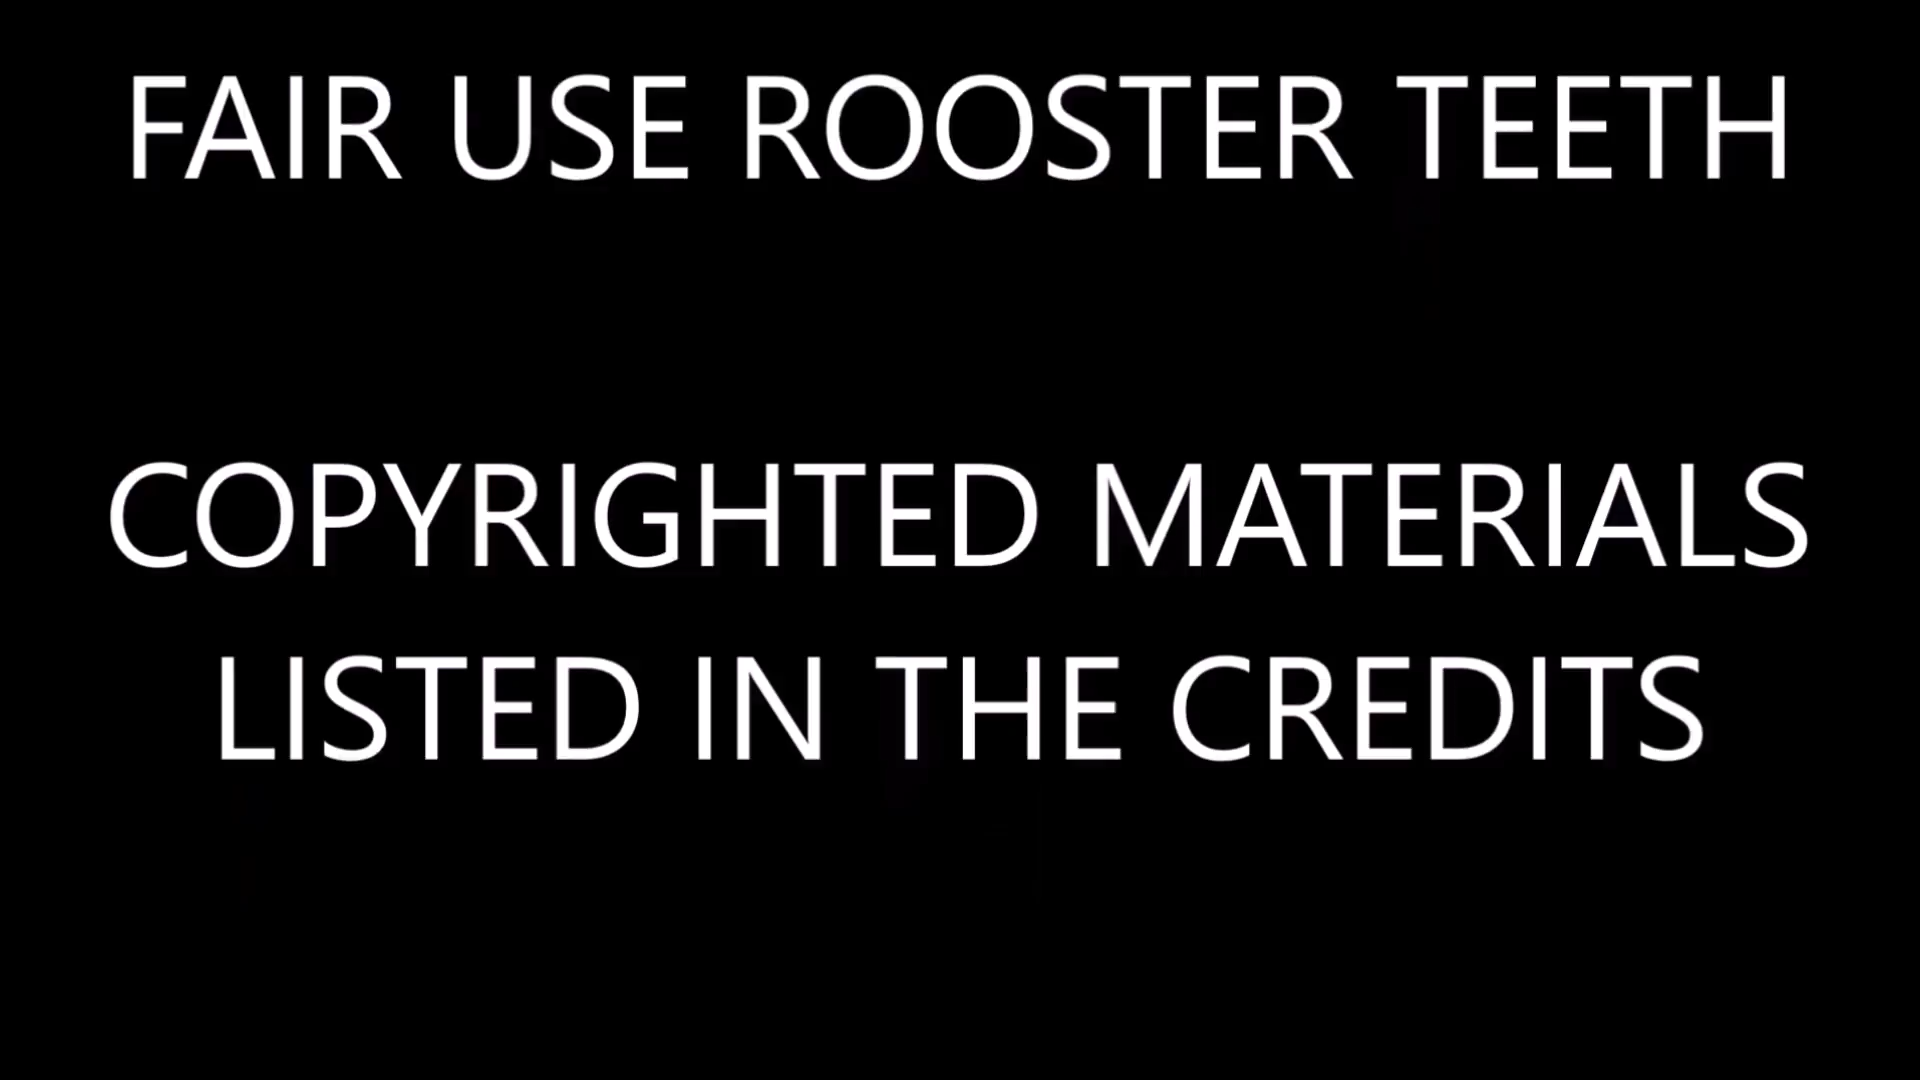 FAIR USE ROOSTER TEETH
COPYRIGHTED MATERIALS
LISTED IN THE CREDITS